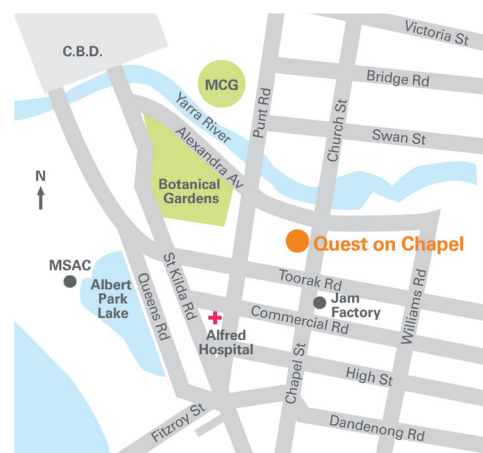 Victoria St
C.B.D.
Bridge Rd
MCG
Yarra River
Punt Rd
Church St
Swan St
Alexandra Av
Botanical
Gardens
N
Quest on Chapel
MSAC
Albert
Park
Lake
Queens Rd
St Kilda Rd
Toorak Rd
Jam
Factory
Williams Rd
Commercial Rd
Alfred
Hospital
Chapel St
High St
Fitzroy St
Dandenong Rd